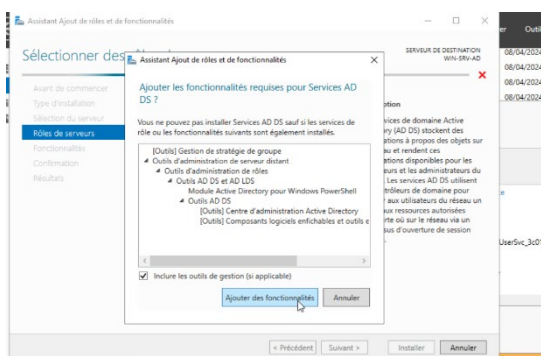 Assistant Ajout de rôles et de fonctionnalités
Outil
Sélectionner des
SERVEUR DE DESTINATION
WIN-SRV-AD
08/04/2024
08/04/2024
08/04/2024
08/04/2024
Avant de commencer
Type d'installation
Sélection du serveur
Rôles de serveurs
Fonctionnalités
Confirmation
Résultats
Assistant Ajout de rôles et de fonctionnalités
Ajouter les fonctionnalités requises pour Services AD
DS ?
Vous ne pouvez pas installer Services AD DS sauf si les services de
rôle ou les fonctionnalités suivants sont également installés.
[Outils] Gestion de stratégie de groupe
Outils d'administration de serveur distant
Outils d'administration de rôles
Outils AD DS et AD LDS
Module Active Directory pour Windows PowerShell
Outils AD DS
[Outils] Centre d'administration Active Directory
[Outils] Composants logiciels enfichables et outils e
Inclure les outils de gestion (si applicable)
Ajouter des fonctionnalités
Annuler
ption
vices de domaine Active
ry (AD DS) stockent des
ations à propos des objets sur
au et rendent ces
ations disponibles pour les
eurs et les administrateurs du
. Les services AD DS utilisent
trôleurs de domaine pour
r aux utilisateurs du réseau un
aux ressources autorisées
rte où sur le réseau via un
sus d'ouverture de session
UserSvc_3c01
< Précédent
Suivant >
Installer
Annuler